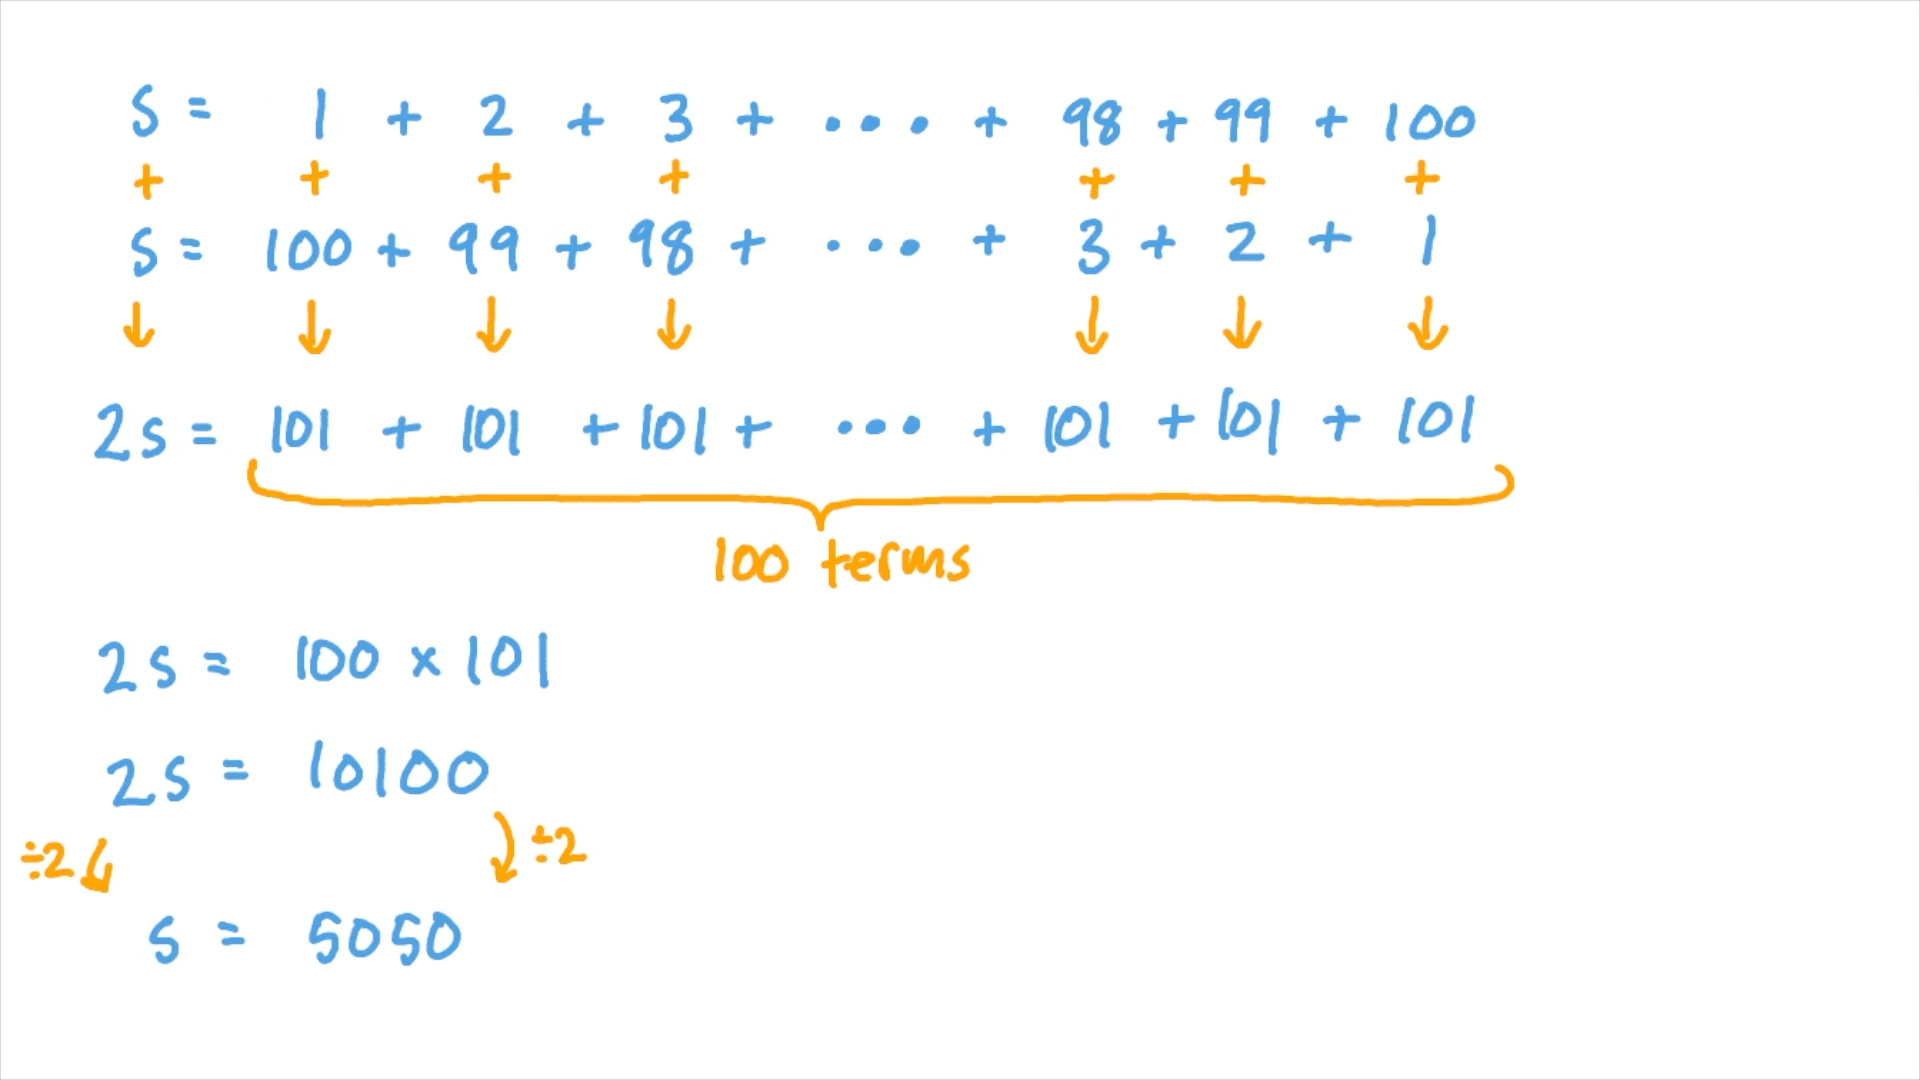 S = 1 + 2 + 3 + ... + 98 + 99 + 100
+ + + + + + +
S = 100 + 99 + 98 + ... + 3 + 2 + 1
↓ ↓ ↓ ↓ ↓ ↓ ↓
2S = 101 + 101 + 101 + ... + 101 + 101 + 101
100 terms
2S = 100 × 101
2S = 10100
÷2 ÷2
S = 5050